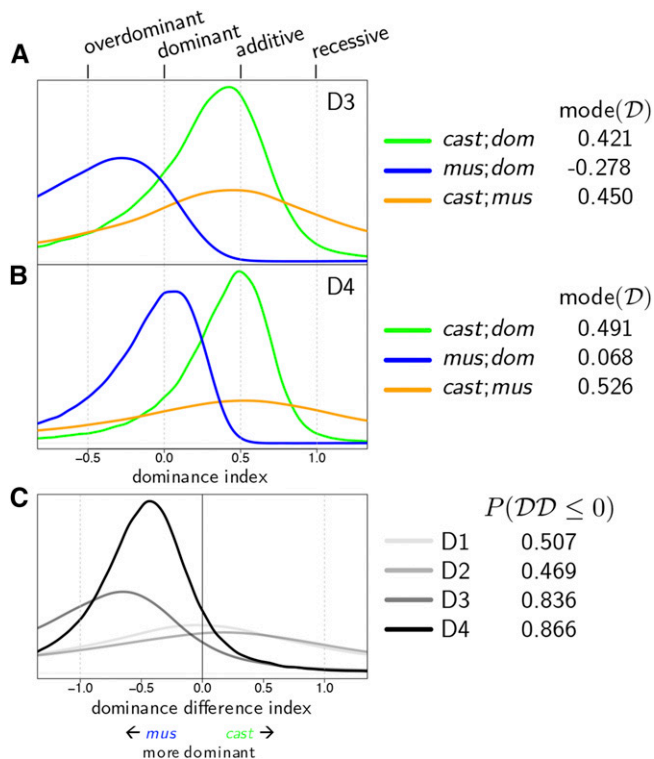 overdominant
dominant
additive
recessive
A
D3
mode(𝒟)
cast;dom 0.421
mus;dom -0.278
cast;mus 0.450
B
D4
mode(𝒟)
cast;dom 0.491
mus;dom 0.068
cast;mus 0.526
−0.5 0.0 0.5 1.0
dominance index
C
P(𝒟𝒟 ≤ 0)
D1 0.507
D2 0.469
D3 0.836
D4 0.866
−1.0 −0.5 0.0 0.5 1.0
dominance difference index
← mus cast →
more dominant